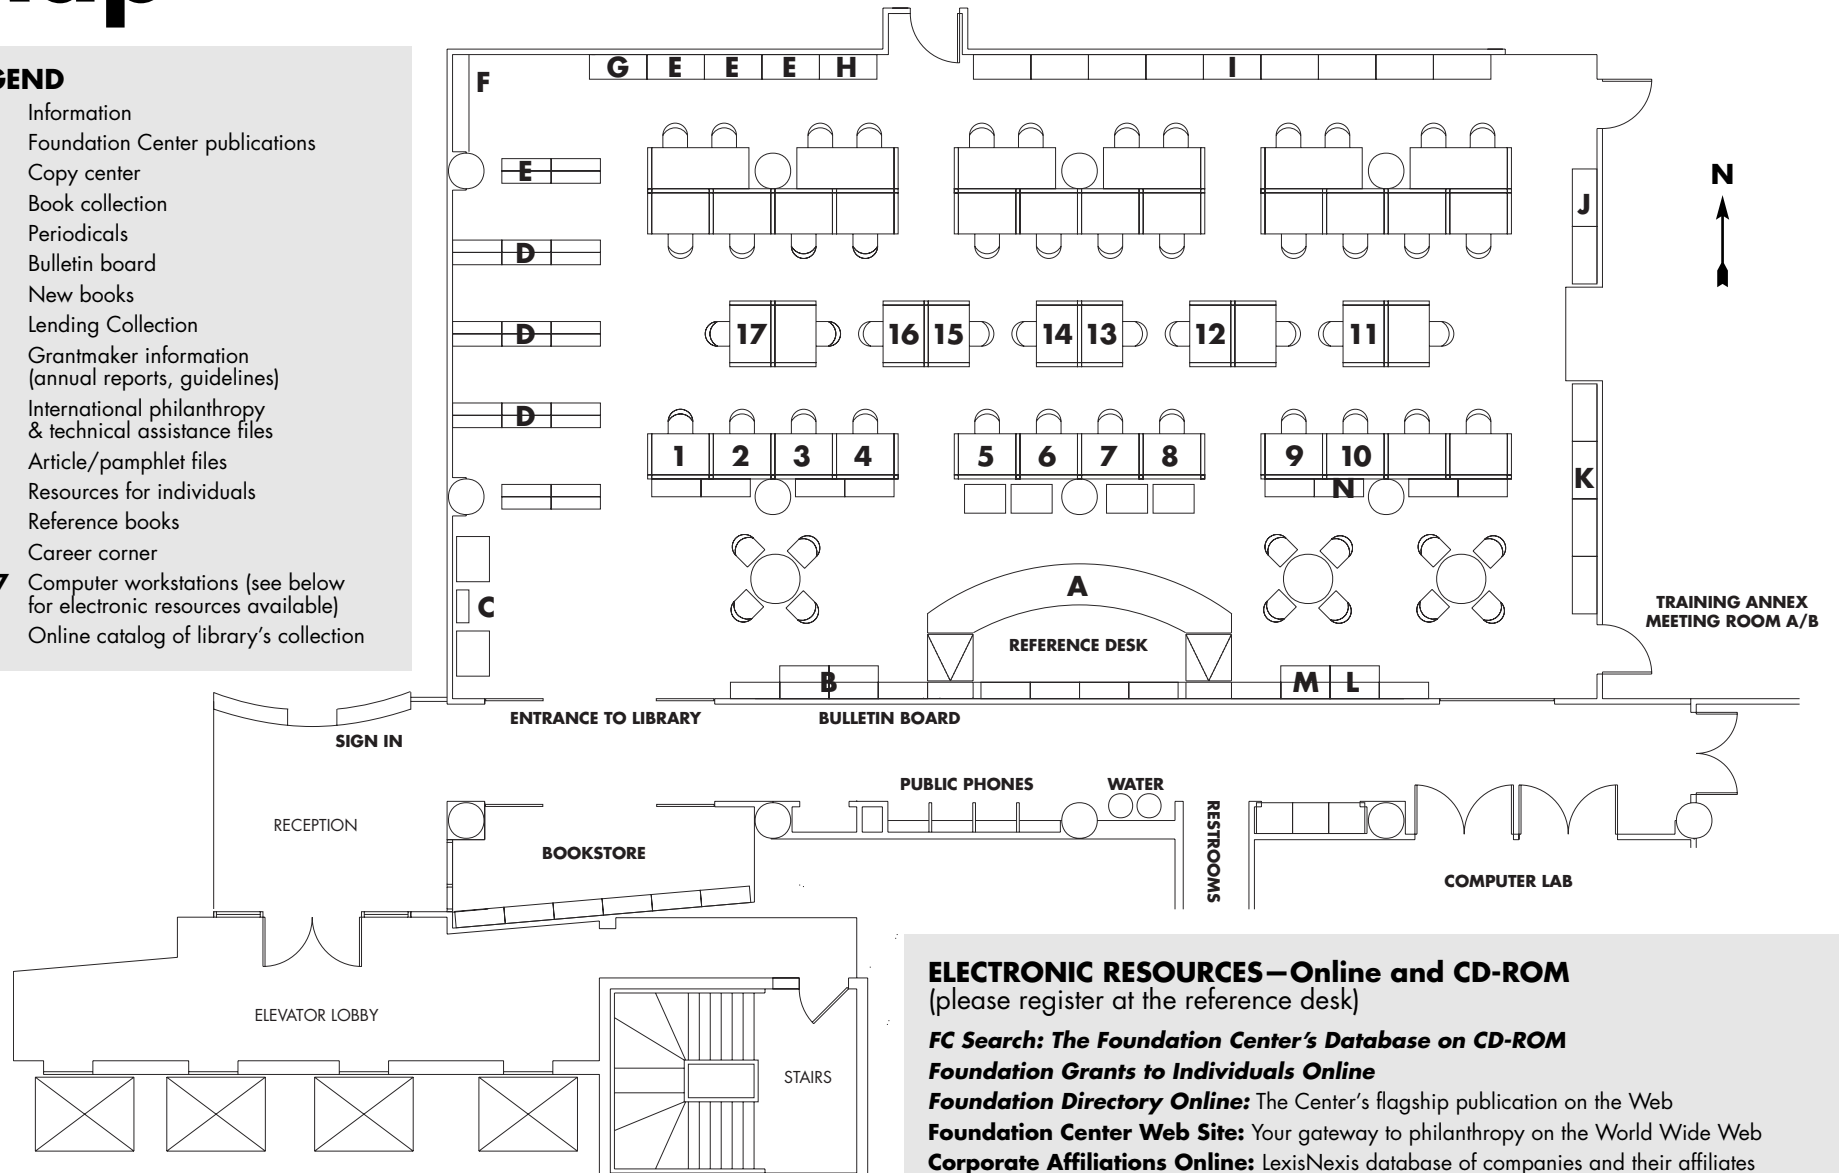 GEND
Information
Foundation Center publications
Copy center
Book collection
Periodicals
Bulletin board
New books
Lending Collection
Grantmaker information
(annual reports, guidelines)
International philanthropy
& technical assistance files
Article/pamphlet files
Resources for individuals
Reference books
Career corner
7 Computer workstations (see below
for electronic resources available)
Online catalog of library's collection
F
G E E E H
I
E
D
D
D
J
N
17 16 15 14 13 12 11
1 2 3 4 5 6 7 8 9 10
N
K
C
A
REFERENCE DESK
B
M L
TRAINING ANNEX
MEETING ROOM A/B
ENTRANCE TO LIBRARY
BULLETIN BOARD
SIGN IN
PUBLIC PHONES
WATER
RESTROOMS
RECEPTION
BOOKSTORE
COMPUTER LAB
ELEVATOR LOBBY
STAIRS
ELECTRONIC RESOURCES—Online and CD-ROM
(please register at the reference desk)
FC Search: The Foundation Center's Database on CD-ROM
Foundation Grants to Individuals Online
Foundation Directory Online: The Center's flagship publication on the Web
Foundation Center Web Site: Your gateway to philanthropy on the World Wide Web
Corporate Affiliations Online: LexisNexis database of companies and their affiliates